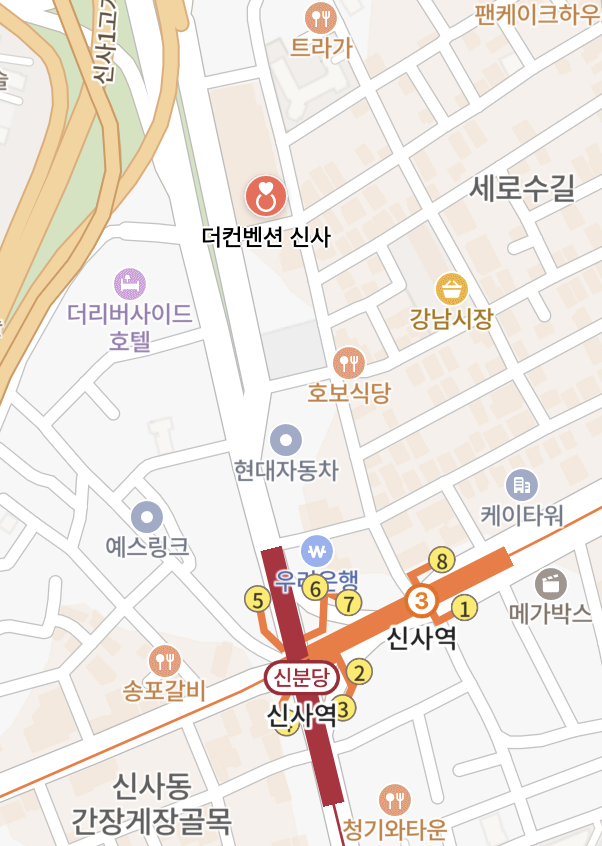 팬케이크하우
트라가
신사1고가
세로수길
더컨벤션 신사
더리버사이드
호텔
강남시장
호보식당
현대자동차
케이타워
예스링크
우리은행
8
5
6
7
3
1
메가박스
신사역
송포갈비
2
신분당
신사역
3
신사동
간장게장골목
청기와타운